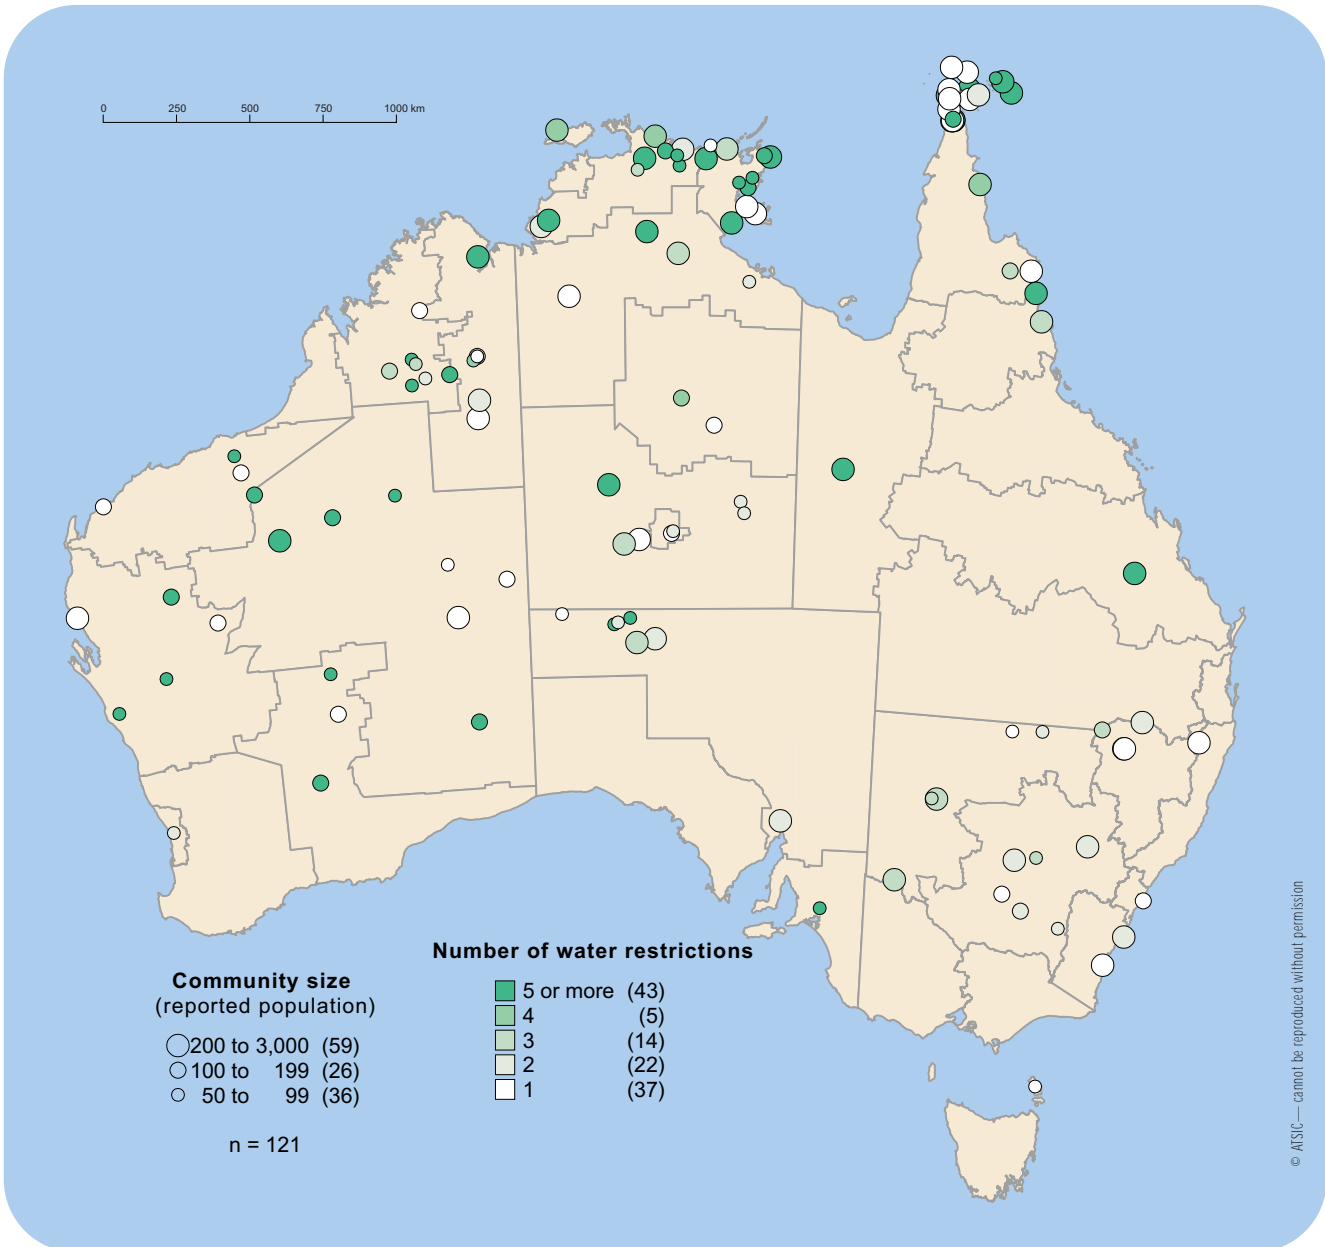 0 250 500 750 1000 km
Number of water restrictions
5 or more (43)
4 (5)
3 (14)
2 (22)
1 (37)
Community size
(reported population)
200 to 3,000 (59)
100 to 199 (26)
50 to 99 (36)
n = 121
© ATSIC— cannot be reproduced without permission